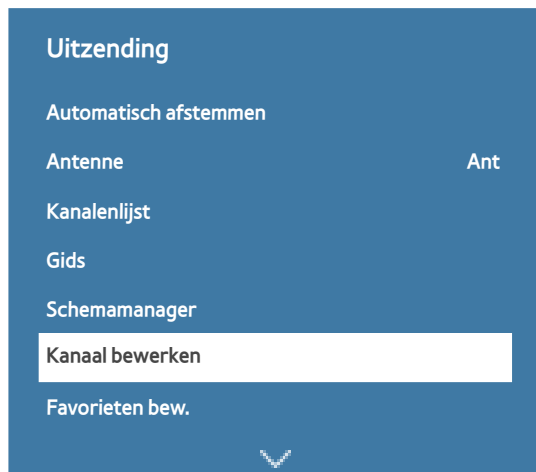 Uitzending
Automatisch afstemmen
Antenne Ant
Kanalenlijst
Gids
Schemamanager
Kanaal bewerken
Favorieten bew.